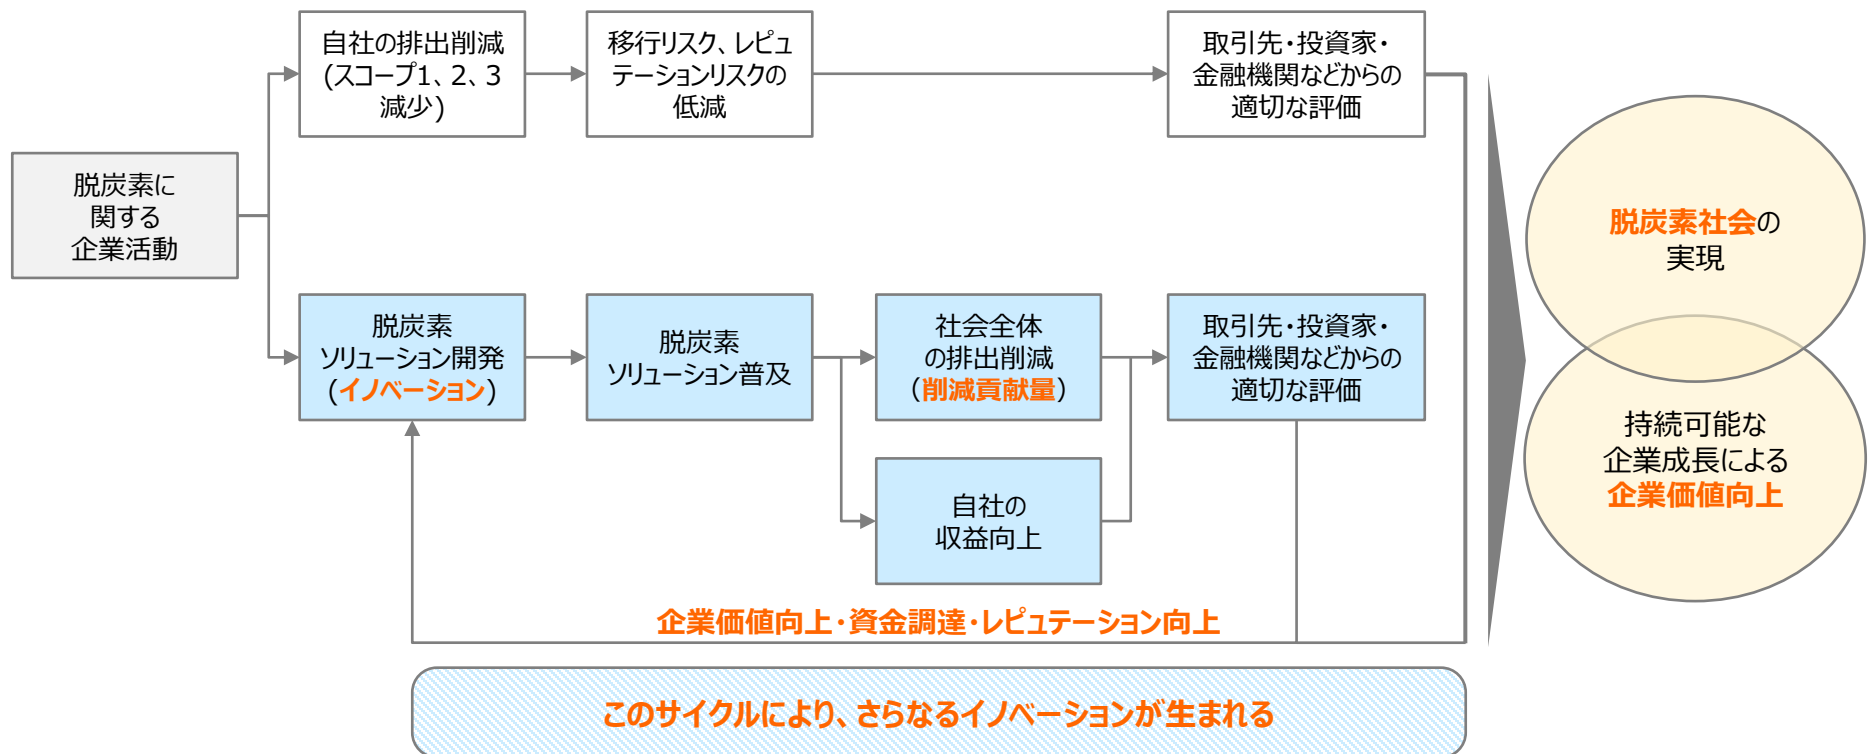 自社の排出削減
(スコープ1、2、3
減少)
移行リスク、レピュ
テーションリスクの
低減
取引先・投資家・
金融機関などからの
適切な評価
脱炭素に
関する
企業活動
脱炭素
ソリューション開発
(イノベーション)
脱炭素
ソリューション普及
社会全体
の排出削減
(削減貢献量)
取引先・投資家・
金融機関などからの
適切な評価
自社の
収益向上
企業価値向上・資金調達・レピュテーション向上
このサイクルにより、さらなるイノベーションが生まれる
脱炭素社会の
実現
持続可能な
企業成長による
企業価値向上